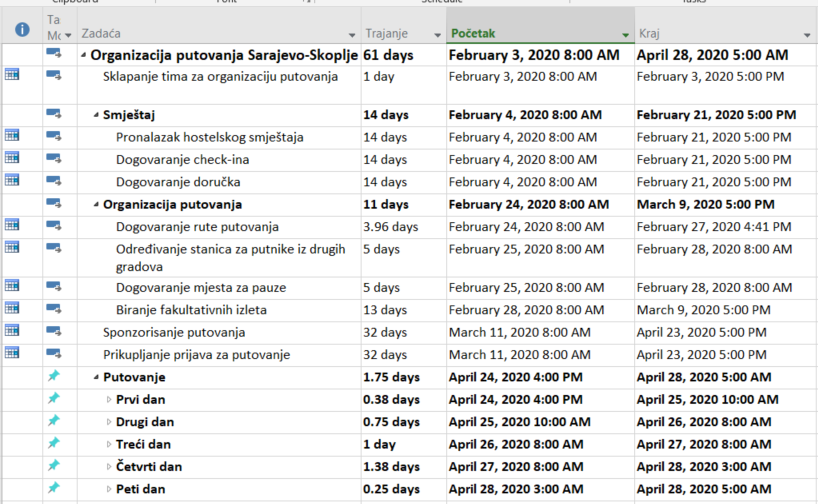 Clipboard Font Schedule Tasks
Ta Mc Zadaća Trajanje Početak Kraj
Organizacija putovanja Sarajevo-Skoplje 61 days February 3, 2020 8:00 AM April 28, 2020 5:00 AM
Sklapanje tima za organizaciju putovanja 1 day February 3, 2020 8:00 AM February 3, 2020 5:00 PM
Smještaj 14 days February 4, 2020 8:00 AM February 21, 2020 5:00 PM
Pronalazak hostelskog smještaja 14 days February 4, 2020 8:00 AM February 21, 2020 5:00 PM
Dogovaranje check-ina 14 days February 4, 2020 8:00 AM February 21, 2020 5:00 PM
Dogovaranje doručka 14 days February 4, 2020 8:00 AM February 21, 2020 5:00 PM
Organizacija putovanja 11 days February 24, 2020 8:00 AM March 9, 2020 5:00 PM
Dogovaranje rute putovanja 3.96 days February 24, 2020 8:00 AM February 27, 2020 4:41 PM
Određivanje stanica za putnike iz drugih 5 days February 25, 2020 8:00 AM February 28, 2020 8:00 AM
gradova
Dogovaranje mjesta za pauze 5 days February 25, 2020 8:00 AM February 28, 2020 8:00 AM
Biranje fakultativnih izleta 13 days February 28, 2020 8:00 AM March 9, 2020 5:00 PM
Sponzorisanje putovanja 32 days March 11, 2020 8:00 AM April 23, 2020 5:00 PM
Prikupljanje prijava za putovanje 32 days March 11, 2020 8:00 AM April 23, 2020 5:00 PM
Putovanje 1.75 days April 24, 2020 4:00 PM April 28, 2020 5:00 AM
Prvi dan 0.38 days April 24, 2020 4:00 PM April 25, 2020 10:00 AM
Drugi dan 0.75 days April 25, 2020 10:00 AM April 26, 2020 8:00 AM
Treći dan 1 day April 26, 2020 8:00 AM April 27, 2020 8:00 AM
Četvrti dan 1.38 days April 27, 2020 8:00 AM April 28, 2020 3:00 AM
Peti dan 0.25 days April 28, 2020 3:00 AM April 28, 2020 5:00 AM